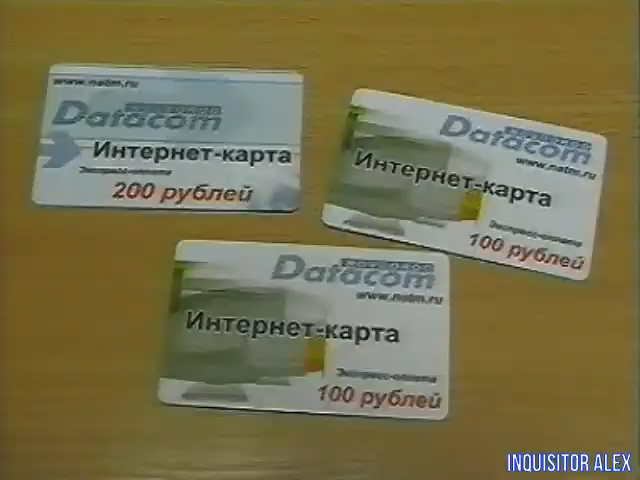 www.natm.ru
Datacom
Интернет-карта
Экспресс-оплата
200 рублей
Datacom
www.natm.ru
Интернет-карта
Экспресс-оплата
100 рублей
Datacom
www.natm.ru
Интернет-карта
Экспресс-оплата
100 рублей
INQUISITOR ALEX